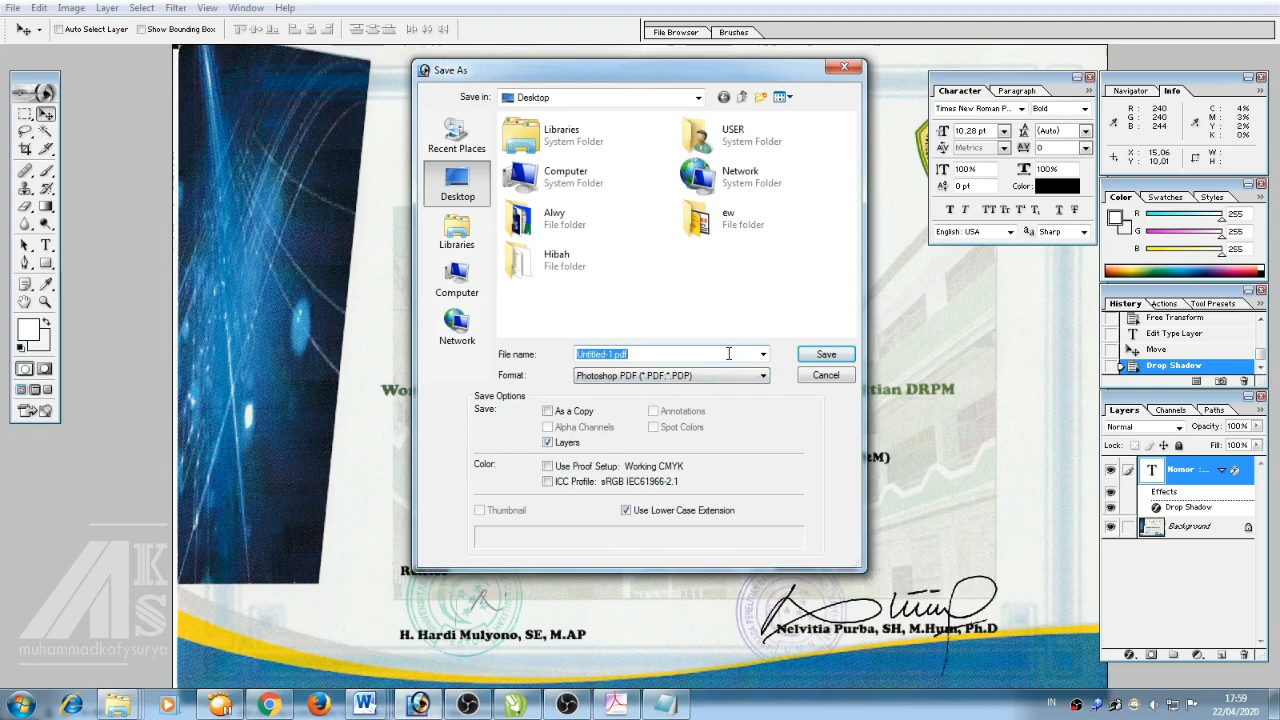 File Edit Image Layer Select Filter View Window Help
Auto Select Layer Show Bounding Box
File Browser Brushes
Save As
Save in: Desktop
Recent Places
Desktop
Libraries
Computer
Network
Libraries
System Folder
USER
System Folder
Computer
System Folder
Network
System Folder
Alwy
File folder
ew
File folder
Hibah
File folder
File name: Untitled-1.pdf Save
Format: Photoshop PDF (*.PDF;*.PDP) Cancel
Save Options
Save: As a Copy Annotations
Alpha Channels Spot Colors
Layers
Color: Use Proof Setup: Working CMYK
ICC Profile: sRGB IEC61966-2.1
Thumbnail Use Lower Case Extension
Character Paragraph
Times New Roman P... Bold
10,28 pt (Auto)
Metrics 0
100% 100%
0 pt Color:
English: USA Sharp
Navigator Info
R: 240 C: 4%
G: 240 M: 3%
B: 244 Y: 2%
K: 0%
X: 15,06 W:
Y: 10,01 H:
Color Swatches Styles
R 255
G 255
B 255
History Actions Tool Presets
Free Transform
Edit Type Layer
Move
Drop Shadow
Layers Channels Paths
Normal Opacity: 100%
Lock: Fill: 100%
Nomor :...
Effects
Drop Shadow
Background
DRPM
H. Hardi Mulyono, SE, M.AP
Nelvitia Purba, SH, M.Hum, Ph.D
AKS
muhammadkafysurya
IN 17:59
22/04/2020